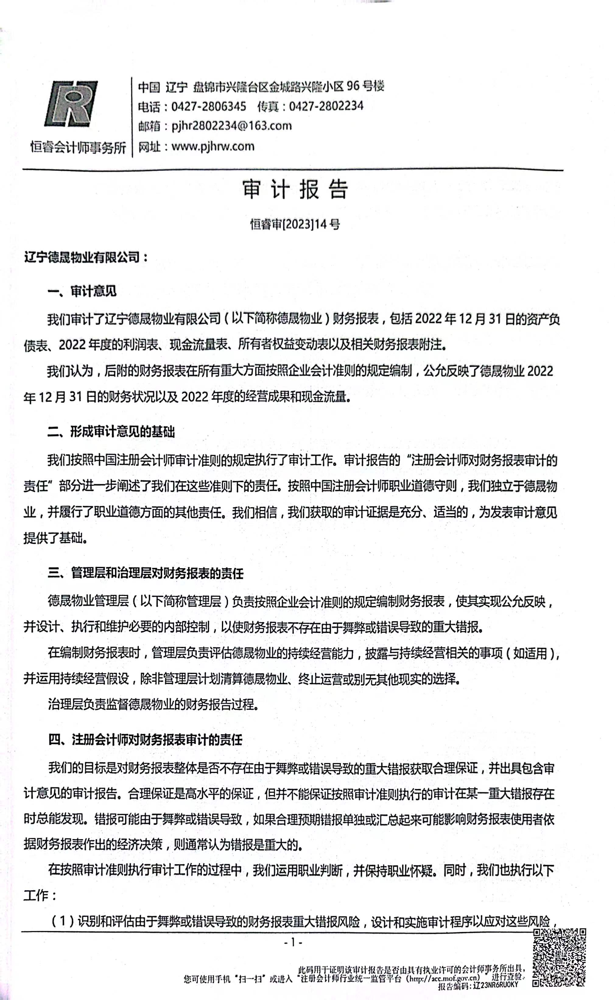 R
恒睿会计师事务所
中国 辽宁 盘锦市兴隆台区金城路兴隆小区 96 号楼
电话：0427-2806345 传真：0427-2802234
邮箱：pjhr2802234@163.com
网址：www.pjhrw.com
审计报告
恒睿审[2023]14 号
辽宁德晟物业有限公司：
一、审计意见
我们审计了辽宁德晟物业有限公司（以下简称德晟物业）财务报表，包括 2022 年 12 月 31 日的资产负
债表、2022 年度的利润表、现金流量表、所有者权益变动表以及相关财务报表附注。
我们认为，后附的财务报表在所有重大方面按照企业会计准则的规定编制，公允反映了德晟物业 2022
年 12 月 31 日的财务状况以及 2022 年度的经营成果和现金流量。
二、形成审计意见的基础
我们按照中国注册会计师审计准则的规定执行了审计工作。审计报告的“注册会计师对财务报表审计的
责任”部分进一步阐述了我们在这些准则下的责任。按照中国注册会计师职业道德守则，我们独立于德晟物
业，并履行了职业道德方面的其他责任。我们相信，我们获取的审计证据是充分、适当的，为发表审计意见
提供了基础。
三、管理层和治理层对财务报表的责任
德晟物业管理层（以下简称管理层）负责按照企业会计准则的规定编制财务报表，使其实现公允反映，
并设计、执行和维护必要的内部控制，以使财务报表不存在由于舞弊或错误导致的重大错报。
在编制财务报表时，管理层负责评估德晟物业的持续经营能力，披露与持续经营相关的事项（如适用），
并运用持续经营假设，除非管理层计划清算德晟物业、终止运营或别无其他现实的选择。
治理层负责监督德晟物业的财务报告过程。
四、注册会计师对财务报表审计的责任
我们的目标是对财务报表整体是否不存在由于舞弊或错误导致的重大错报获取合理保证，并出具包含审
计意见的审计报告。合理保证是高水平的保证，但并不能保证按照审计准则执行的审计在某一重大错报存在
时总能发现。错报可能由于舞弊或错误导致，如果合理预期错报单独或汇总起来可能影响财务报表使用者依
据财务报表作出的经济决策，则通常认为错报是重大的。
在按照审计准则执行审计工作的过程中，我们运用职业判断，并保持职业怀疑。同时，我们也执行以下
工作：
（1）识别和评估由于舞弊或错误导致的财务报表重大错报风险，设计和实施审计程序以应对这些风险，
- 1 -
验证码
此码用于证明该审计报告是否由具有执业许可的会计师事务所出具，
您可使用手机“扫一扫”或进入“注册会计师行业统一监管平台（http://acc.mof.gov.cn）”进行查验。
报告编码：辽23NR6RUOKY